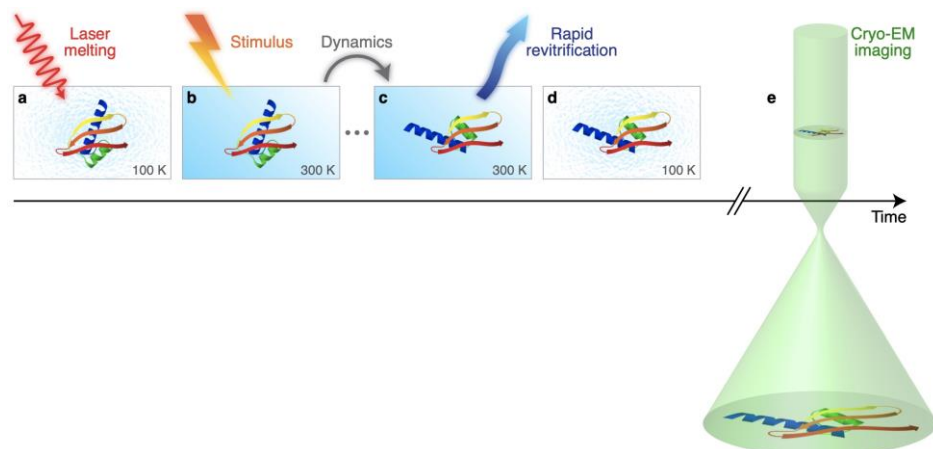 Laser
melting
Stimulus
Dynamics
Rapid
revitrification
Cryo-EM
imaging
a
100 K
b
300 K
c
300 K
d
100 K
e
Time